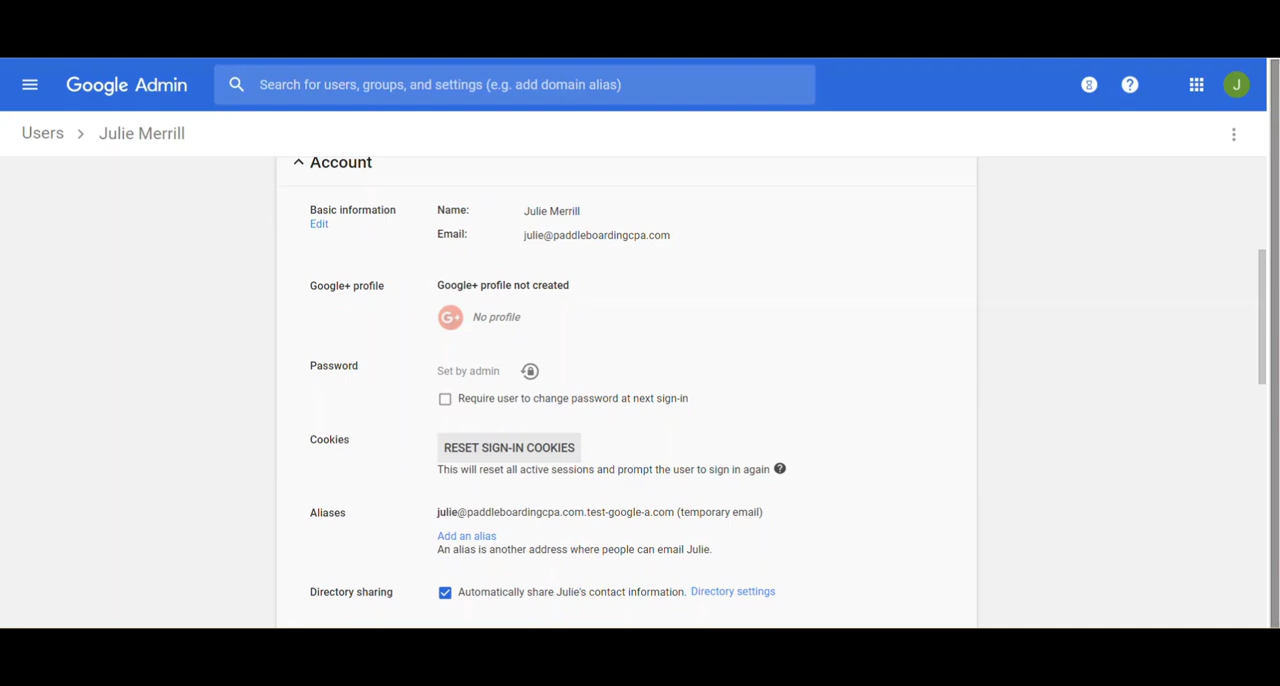 Google Admin
Search for users, groups, and settings (e.g. add domain alias)
8
?
J
Users > Julie Merrill
Account
Basic information
Edit
Name: Julie Merrill
Email: julie@paddleboardingcpa.com
Google+ profile
Google+ profile not created
G+ No profile
Password
Set by admin
Require user to change password at next sign-in
Cookies
RESET SIGN-IN COOKIES
This will reset all active sessions and prompt the user to sign in again ?
Aliases
julie@paddleboardingcpa.com.test-google-a.com (temporary email)
Add an alias
An alias is another address where people can email Julie.
Directory sharing
Automatically share Julie's contact information. Directory settings